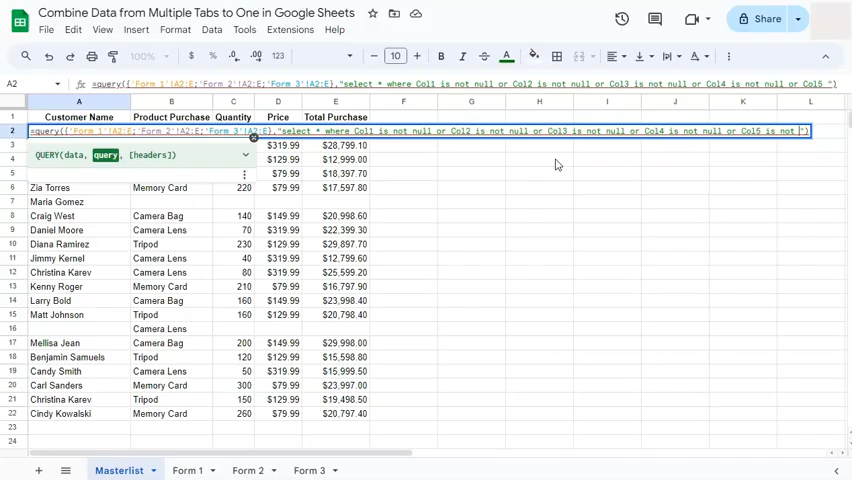 Combine Data from Multiple Tabs to One in Google Sheets
File Edit View Insert Format Data Tools Extensions Help
Share
100% $ % .0 .00 123 10 B I A
A2 =query({'Form 1'!A2:E;'Form 2'!A2:E;'Form 3'!A2:E},"select * where Col1 is not null or Col2 is not null or Col3 is not null or Col4 is not null or Col5 ")
A B C D E F G H I J K L
1 Customer Name Product Purchase Quantity Price Total Purchase
2 =query({'Form 1'!A2:E;'Form 2'!A2:E;'Form 3'!A2:E},"select * where Col1 is not null or Col2 is not null or Col3 is not null or Col4 is not null or Col5 is not ")
3 $319.99 $28,799.10
QUERY(data, query, [headers])
4 $129.99 $12,999.00
5 $79.99 $18,397.70
6 Zia Torres Memory Card 220 $79.99 $17,597.80
7 Maria Gomez
8 Craig West Camera Bag 140 $149.99 $20,998.60
9 Daniel Moore Camera Lens 70 $319.99 $22,399.30
10 Diana Ramirez Tripod 230 $129.99 $29,897.70
11 Jimmy Kernel Camera Lens 40 $319.99 $12,799.60
12 Christina Karev Camera Lens 80 $319.99 $25,599.20
13 Kenny Roger Memory Card 210 $79.99 $16,797.90
14 Larry Bold Camera Bag 160 $149.99 $23,998.40
15 Matt Johnson Tripod 160 $129.99 $20,798.40
16 Camera Lens
17 Mellisa Jean Camera Bag 200 $149.99 $29,998.00
18 Benjamin Samuels Tripod 120 $129.99 $15,598.80
19 Candy Smith Camera Lens 50 $319.99 $15,999.50
20 Carl Sanders Memory Card 300 $79.99 $23,997.00
21 Christina Karev Tripod 150 $129.99 $19,498.50
22 Cindy Kowalski Memory Card 260 $79.99 $20,797.40
23
24
Masterlist Form 1 Form 2 Form 3